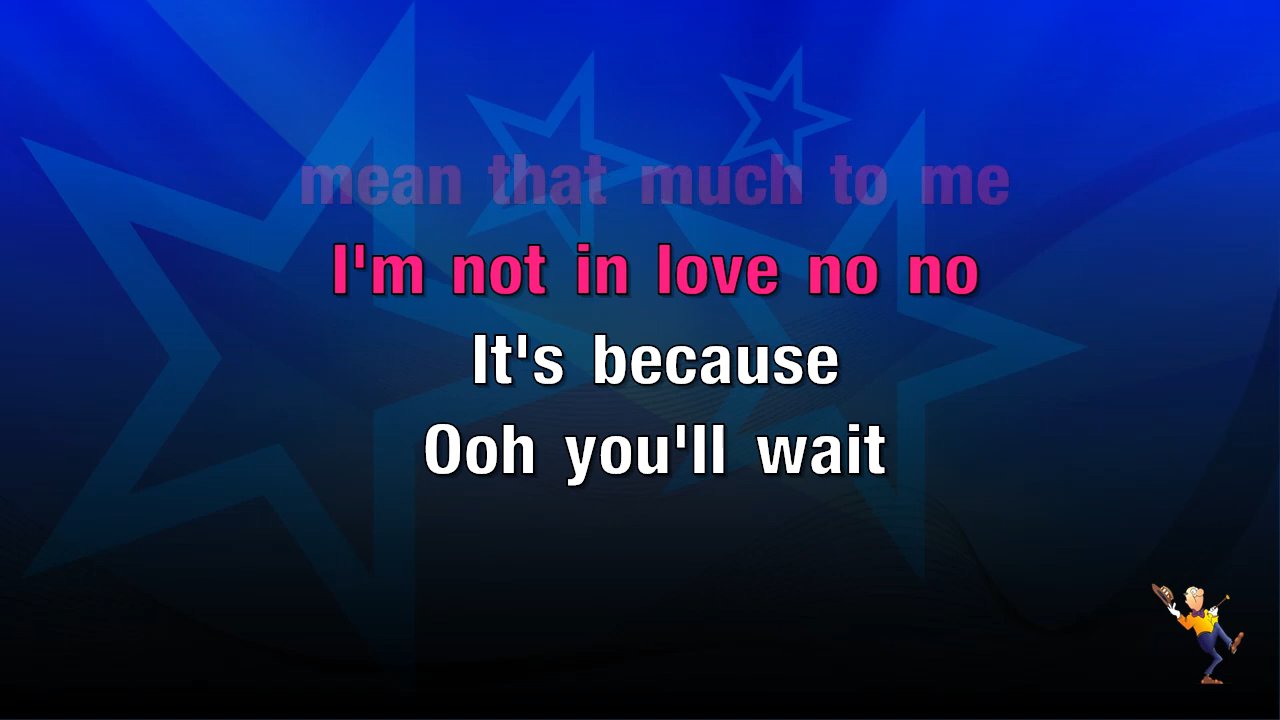 mean that much to me
I'm not in love no no
It's because
Ooh you'll wait